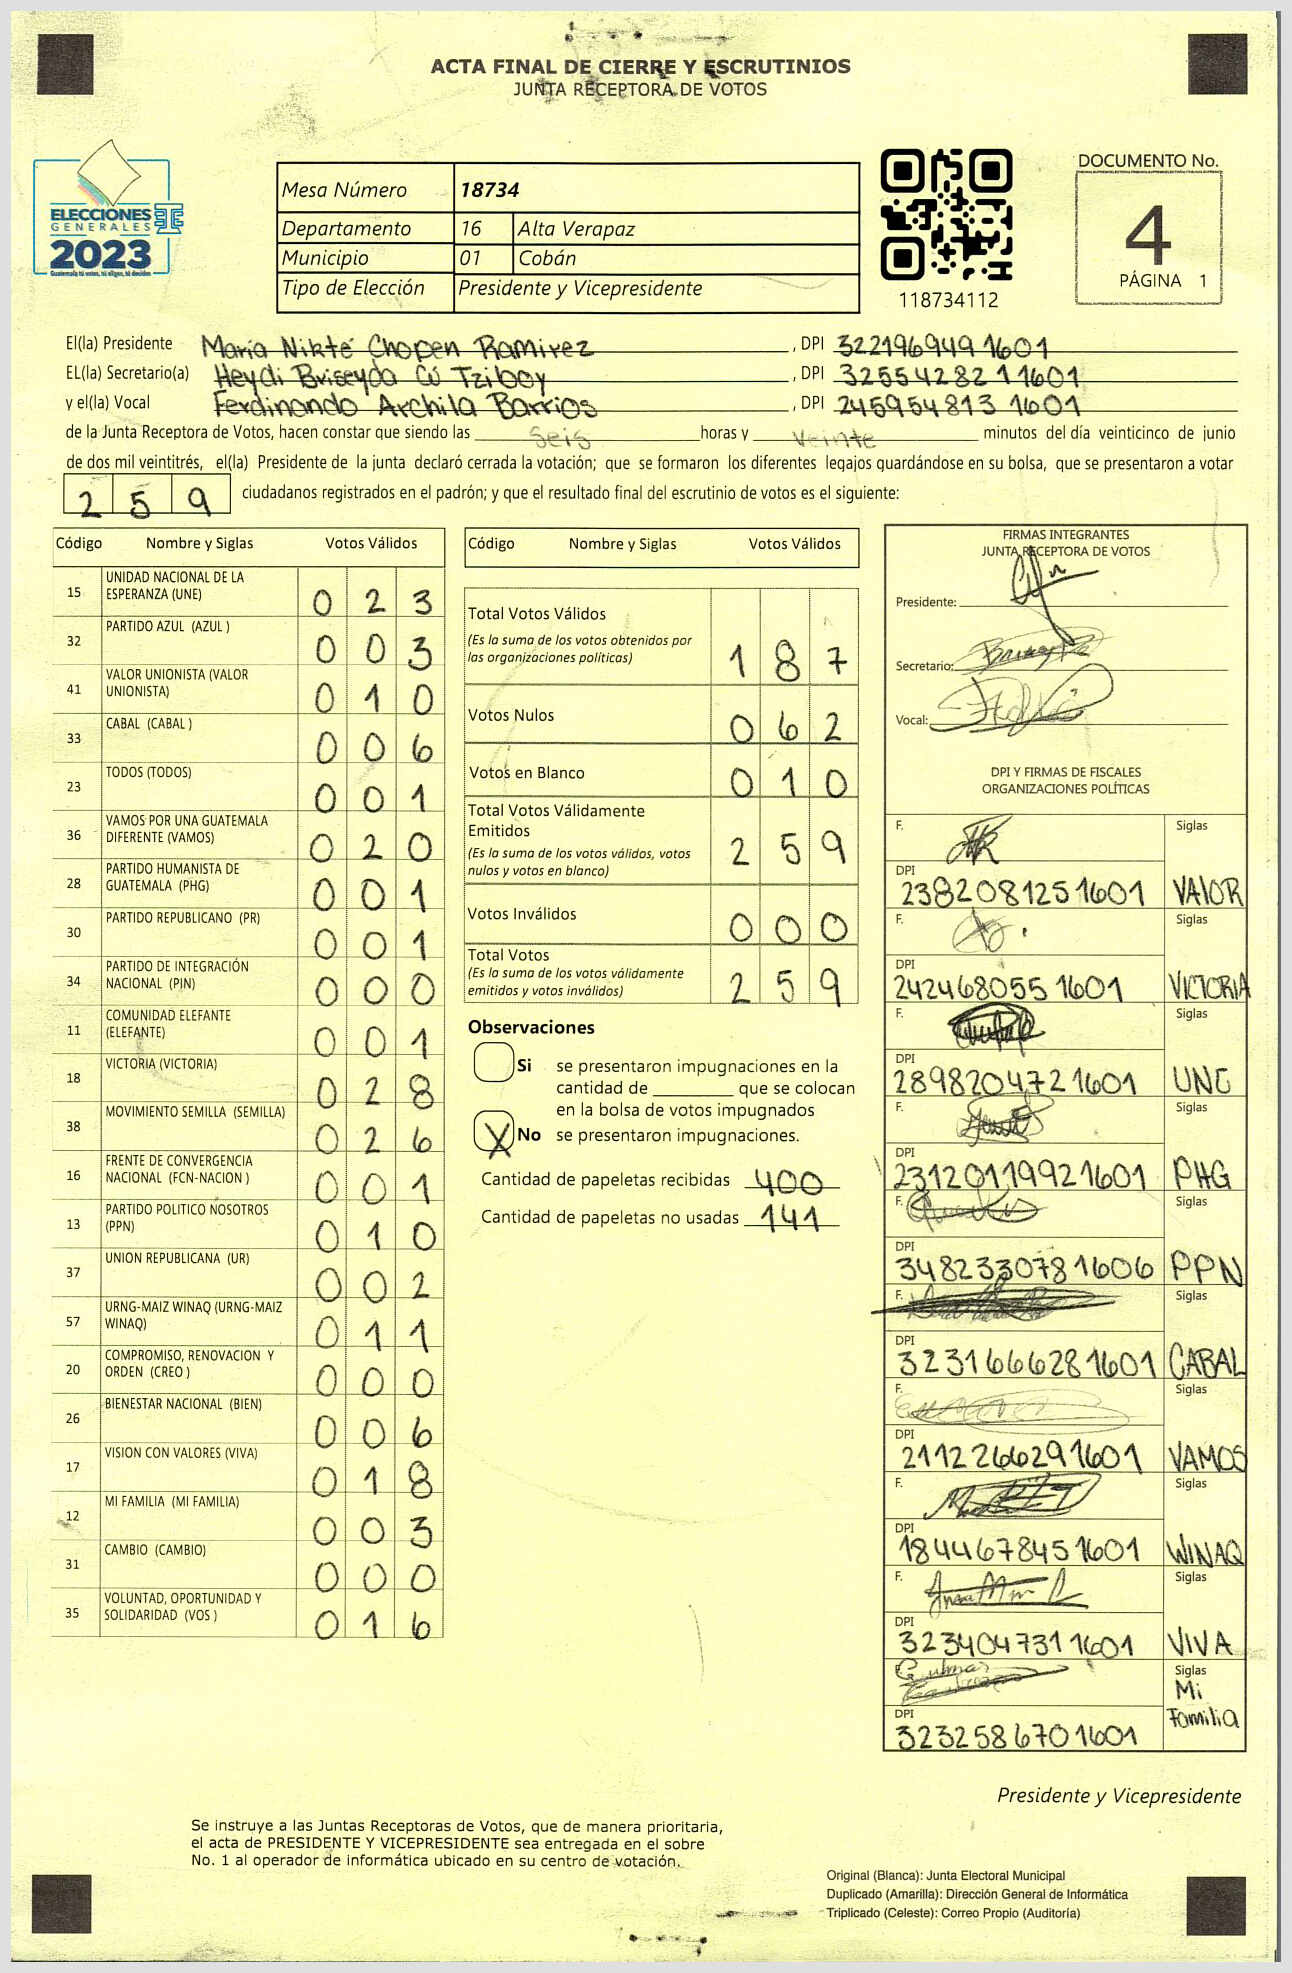 ACTA FINAL DE CIERRE Y ESCRUTINIOS
JUNTA RECEPTORA DE VOTOS
ELECCIONES
GENERALES
2023
Guatemala tú votas, tú eliges, tú decides
Mesa Número 18734
Departamento 16 Alta Verapaz
Municipio 01 Cobán
Tipo de Elección Presidente y Vicepresidente
118734112
DOCUMENTO No.
4
PÁGINA 1
El(la) Presidente María Nikté Chopen Ramirez , DPI 322196949 1601
EL(la) Secretario(a) Heydi Briseyda Cú Tziboy , DPI 325542821 1601
y el(la) Vocal Ferdinando Archila Barrios , DPI 245954813 1601
de la Junta Receptora de Votos, hacen constar que siendo las Seis horas y Veinte minutos del día veinticinco de junio
de dos mil veintitrés, el(la) Presidente de la junta declaró cerrada la votación; que se formaron los diferentes legajos guardándose en su bolsa, que se presentaron a votar
2 5 9 ciudadanos registrados en el padrón; y que el resultado final del escrutinio de votos es el siguiente:
Código Nombre y Siglas Votos Válidos
15 UNIDAD NACIONAL DE LA ESPERANZA (UNE) 0 2 3
32 PARTIDO AZUL (AZUL ) 0 0 3
41 VALOR UNIONISTA (VALOR UNIONISTA) 0 1 0
33 CABAL (CABAL ) 0 0 6
23 TODOS (TODOS) 0 0 1
36 VAMOS POR UNA GUATEMALA DIFERENTE (VAMOS) 0 2 0
28 PARTIDO HUMANISTA DE GUATEMALA (PHG) 0 0 1
30 PARTIDO REPUBLICANO (PR) 0 0 1
34 PARTIDO DE INTEGRACIÓN NACIONAL (PIN) 0 0 0
11 COMUNIDAD ELEFANTE (ELEFANTE) 0 0 1
18 VICTORIA (VICTORIA) 0 2 8
38 MOVIMIENTO SEMILLA (SEMILLA) 0 2 6
16 FRENTE DE CONVERGENCIA NACIONAL (FCN-NACION ) 0 0 1
13 PARTIDO POLITICO NOSOTROS (PPN) 0 1 0
37 UNION REPUBLICANA (UR) 0 0 2
57 URNG-MAIZ WINAQ (URNG-MAIZ WINAQ) 0 1 1
20 COMPROMISO, RENOVACION Y ORDEN (CREO ) 0 0 0
26 BIENESTAR NACIONAL (BIEN) 0 0 6
17 VISION CON VALORES (VIVA) 0 1 8
12 MI FAMILIA (MI FAMILIA) 0 0 3
31 CAMBIO (CAMBIO) 0 0 0
35 VOLUNTAD, OPORTUNIDAD Y SOLIDARIDAD (VOS ) 0 1 6
Código Nombre y Siglas Votos Válidos
Total Votos Válidos
(Es la suma de los votos obtenidos por
las organizaciones políticas) 1 8 7
Votos Nulos 0 6 2
Votos en Blanco 0 1 0
Total Votos Válidamente
Emitidos
(Es la suma de los votos válidos, votos
nulos y votos en blanco) 2 5 9
Votos Inválidos 0 0 0
Total Votos
(Es la suma de los votos válidamente
emitidos y votos inválidos) 2 5 9
Observaciones
Si se presentaron impugnaciones en la
cantidad de ________ que se colocan
en la bolsa de votos impugnados
X No se presentaron impugnaciones.
Cantidad de papeletas recibidas 400
Cantidad de papeletas no usadas 141
FIRMAS INTEGRANTES
JUNTA RECEPTORA DE VOTOS
Presidente:
Secretario:
Vocal:
DPI Y FIRMAS DE FISCALES
ORGANIZACIONES POLÍTICAS
F. Siglas
DPI
2382081251601 VALOR
F. Siglas
DPI
242468055 1601 VICTORIA
F. Siglas
DPI
2898204721601 UNE
F. Siglas
DPI
23120119921601 PHG
F. Siglas
DPI
3482330781606 PPN
F. Siglas
DPI
3231666281601 CABAL
F. Siglas
DPI
2112266291601 VAMOS
F. Siglas
DPI
1844678451601 WINAQ
F. Siglas
DPI
3234047311601 VIVA
F. Siglas
Mi
Familia
DPI
3232586701601
Presidente y Vicepresidente
Se instruye a las Juntas Receptoras de Votos, que de manera prioritaria,
el acta de PRESIDENTE Y VICEPRESIDENTE sea entregada en el sobre
No. 1 al operador de informática ubicado en su centro de votación.
Original (Blanca): Junta Electoral Municipal
Duplicado (Amarilla): Dirección General de Informática
Triplicado (Celeste): Correo Propio (Auditoría)